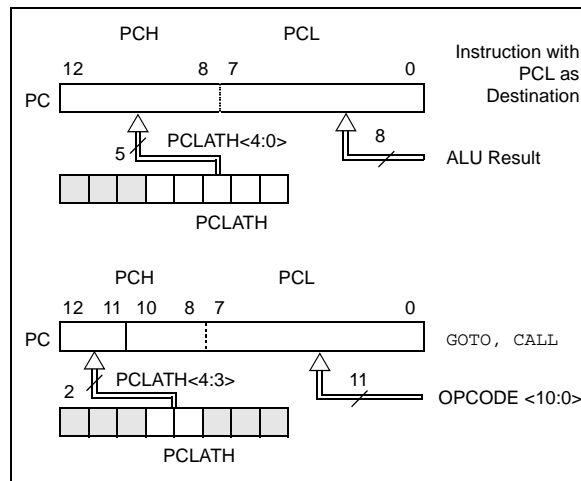 PCH PCL
12 8 7 0
Instruction with
PCL as
Destination
PC
5 PCLATH<4:0>
8
ALU Result
PCLATH
PCH PCL
12 11 10 8 7 0
PC
GOTO, CALL
2 PCLATH<4:3>
11
OPCODE <10:0>
PCLATH